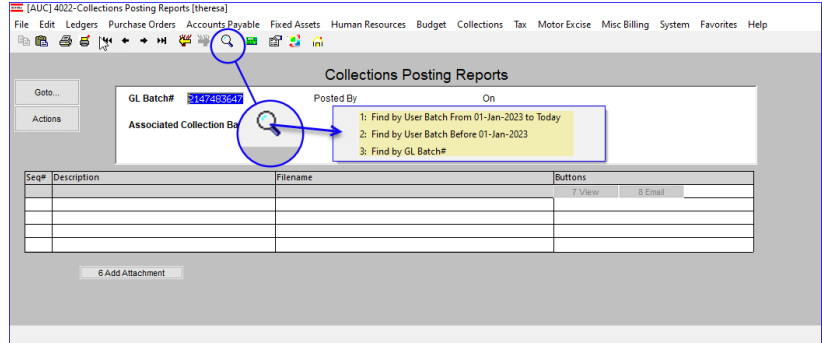 [AUC] 4022-Collections Posting Reports [theresa]
File Edit Ledgers Purchase Orders Accounts Payable Fixed Assets Human Resources Budget Collections Tax Motor Excise Misc Billing System Favorites Help
Collections Posting Reports
Goto...
GL Batch# 2147483647 Posted By On
Actions
Associated Collection Ba
1: Find by User Batch From 01-Jan-2023 to Today
2: Find by User Batch Before 01-Jan-2023
3: Find by GL Batch#
Seq# Description Filename Buttons
7 View 8 Email
6 Add Attachment